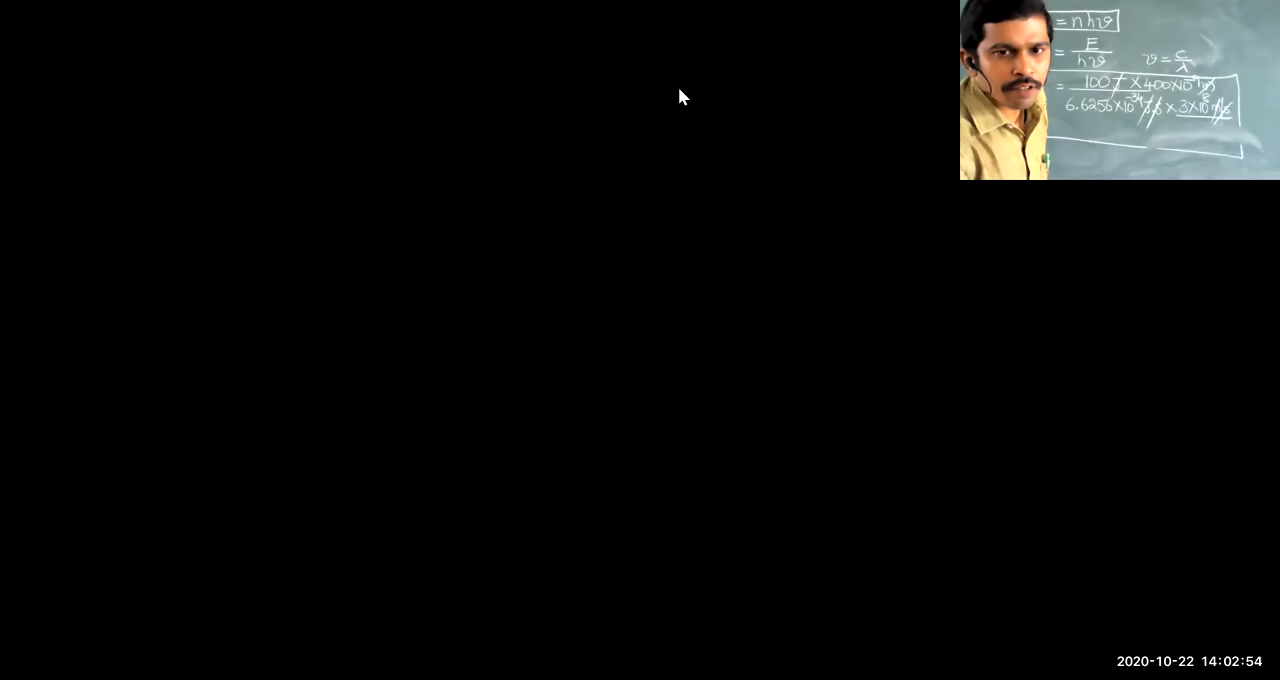 = nhν
= E/hν ν = c/λ
= 100 J × 400×10⁻⁹ m
6.6256×10⁻³⁴ J s × 3×10⁸ m/s
2020-10-22 14:02:54